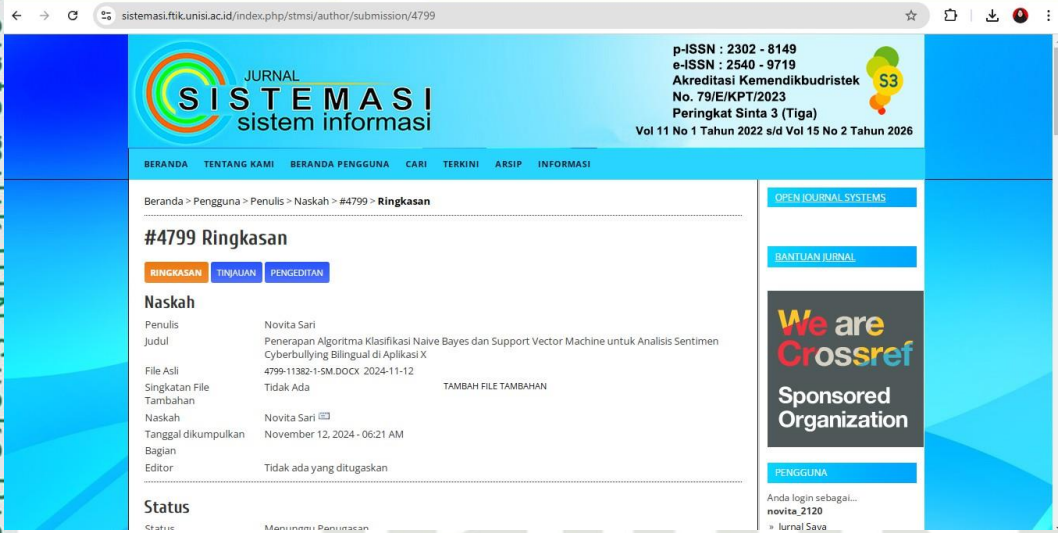 sistemasi.ftik.unisi.ac.id/index.php/stmsi/author/submission/4799
JURNAL
SISTEMASI
sistem informasi
p-ISSN : 2302 - 8149
e-ISSN : 2540 - 9719
Akreditasi Kemendikbudristek
No. 79/E/KPT/2023
Peringkat Sinta 3 (Tiga)
Vol 11 No 1 Tahun 2022 s/d Vol 15 No 2 Tahun 2026
S3
BERANDA TENTANG KAMI BERANDA PENGGUNA CARI TERKINI ARSIP INFORMASI
Beranda > Pengguna > Penulis > Naskah > #4799 > Ringkasan
#4799 Ringkasan
RINGKASAN TINJAUAN PENGEDITAN
Naskah
Penulis Novita Sari
Judul Penerapan Algoritma Klasifikasi Naive Bayes dan Support Vector Machine untuk Analisis Sentimen
Cyberbullying Bilingual di Aplikasi X
File Asli 4799-11382-1-SM.DOCX 2024-11-12
Singkatan File Tidak Ada TAMBAH FILE TAMBAHAN
Tambahan
Naskah Novita Sari
Tanggal dikumpulkan November 12, 2024 - 06:21 AM
Bagian
Editor Tidak ada yang ditugaskan
Status
Status Menunggu Penugasan
OPEN JOURNAL SYSTEMS
BANTUAN JURNAL
We are
Crossref
Sponsored
Organization
PENGGUNA
Anda login sebagai...
novita_2120
» Jurnal Saya